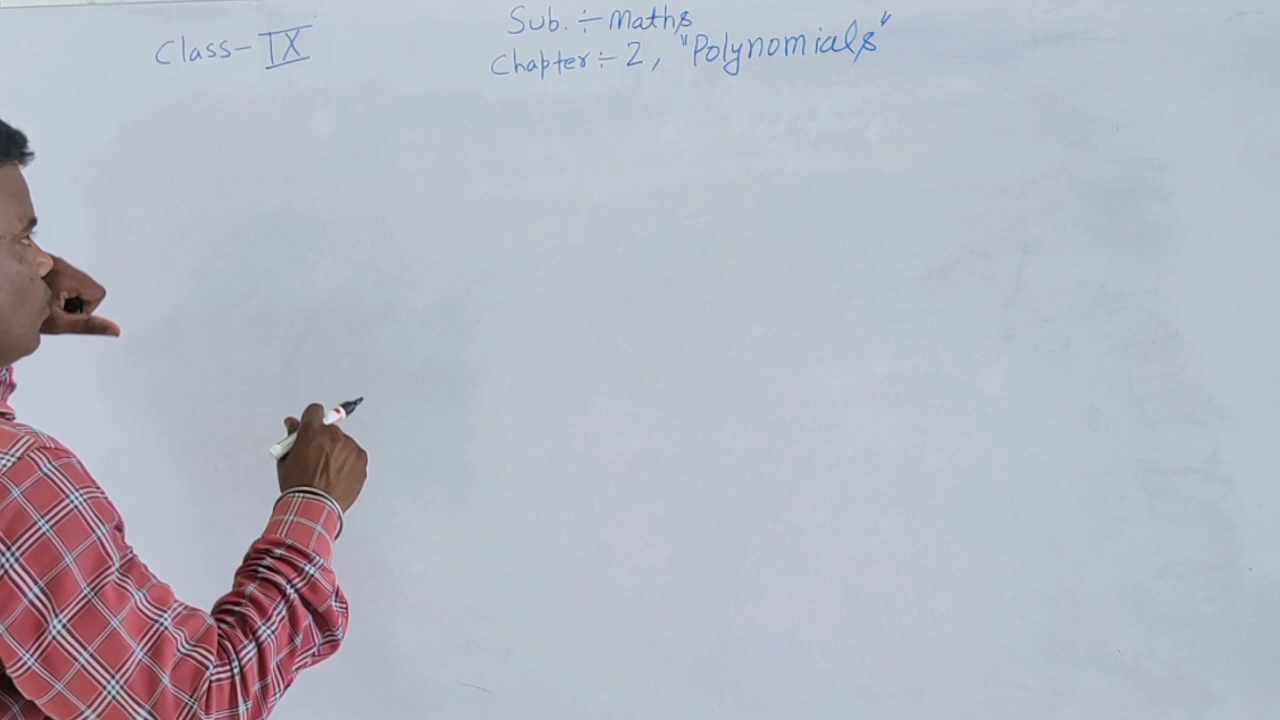 Class- IX
Sub. ÷ Maths
Chapter ÷ 2, "Polynomials"